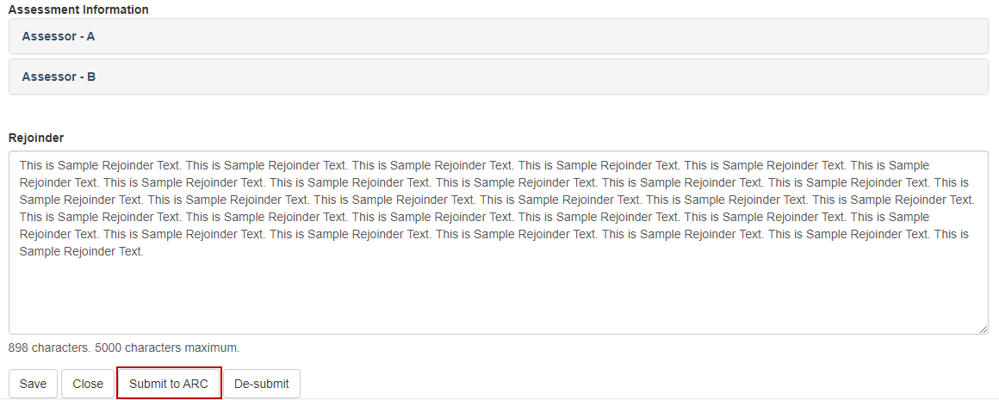 Assessment Information
Assessor - A
Assessor - B
Rejoinder
This is Sample Rejoinder Text. This is Sample Rejoinder Text. This is Sample Rejoinder Text. This is Sample Rejoinder Text. This is Sample Rejoinder Text. This is Sample
Rejoinder Text. This is Sample Rejoinder Text. This is Sample Rejoinder Text. This is Sample Rejoinder Text. This is Sample Rejoinder Text. This is Sample Rejoinder Text. This is
Sample Rejoinder Text. This is Sample Rejoinder Text. This is Sample Rejoinder Text. This is Sample Rejoinder Text. This is Sample Rejoinder Text. This is Sample Rejoinder Text.
This is Sample Rejoinder Text. This is Sample Rejoinder Text. This is Sample Rejoinder Text. This is Sample Rejoinder Text. This is Sample Rejoinder Text. This is Sample
Rejoinder Text. This is Sample Rejoinder Text. This is Sample Rejoinder Text. This is Sample Rejoinder Text. This is Sample Rejoinder Text. This is Sample Rejoinder Text. This is
Sample Rejoinder Text.
898 characters. 5000 characters maximum.
Save Close Submit to ARC De-submit